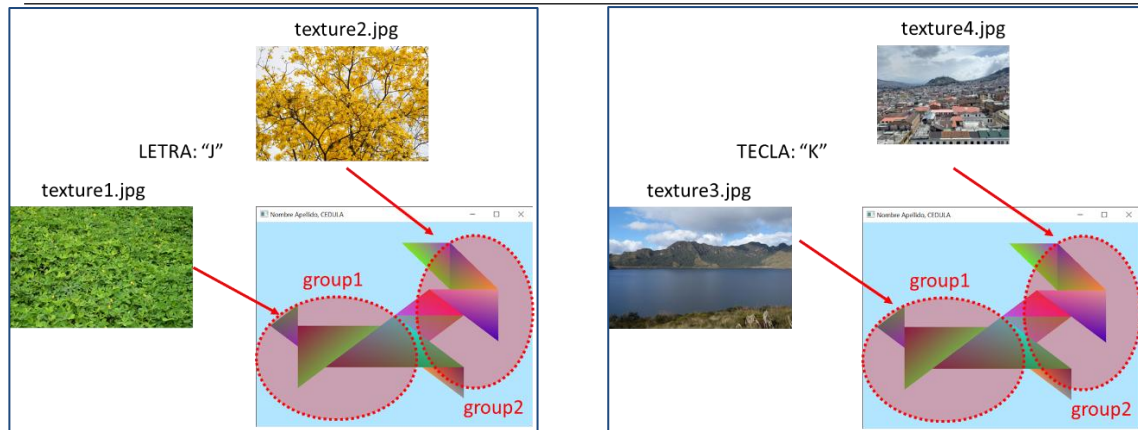 texture2.jpg
LETRA: “J”
texture1.jpg
Nombre Apellido, CEDULA
group1
group2
texture4.jpg
TECLA: “K”
texture3.jpg
Nombre Apellido, CEDULA
group1
group2